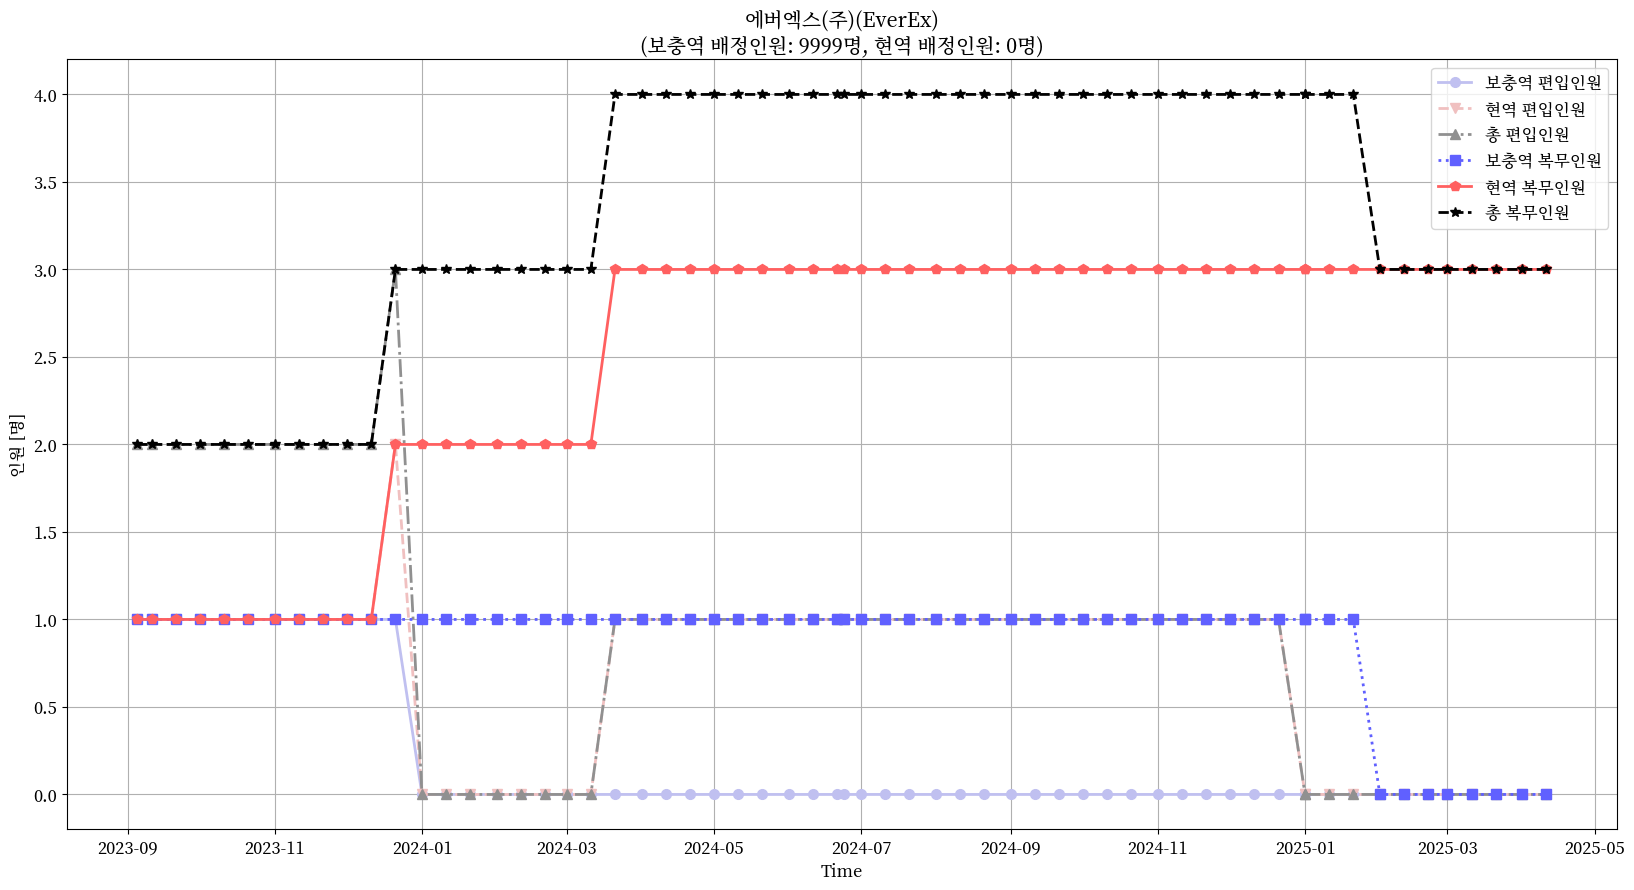 에버엑스(주)(EverEx)
(보충역 배정인원: 9999명, 현역 배정인원: 0명)
보충역 편입인원
현역 편입인원
총 편입인원
보충역 복무인원
현역 복무인원
총 복무인원
인원 [명]
4.0
3.5
3.0
2.5
2.0
1.5
1.0
0.5
0.0
2023-09 2023-11 2024-01 2024-03 2024-05 2024-07 2024-09 2024-11 2025-01 2025-03 2025-05
Time